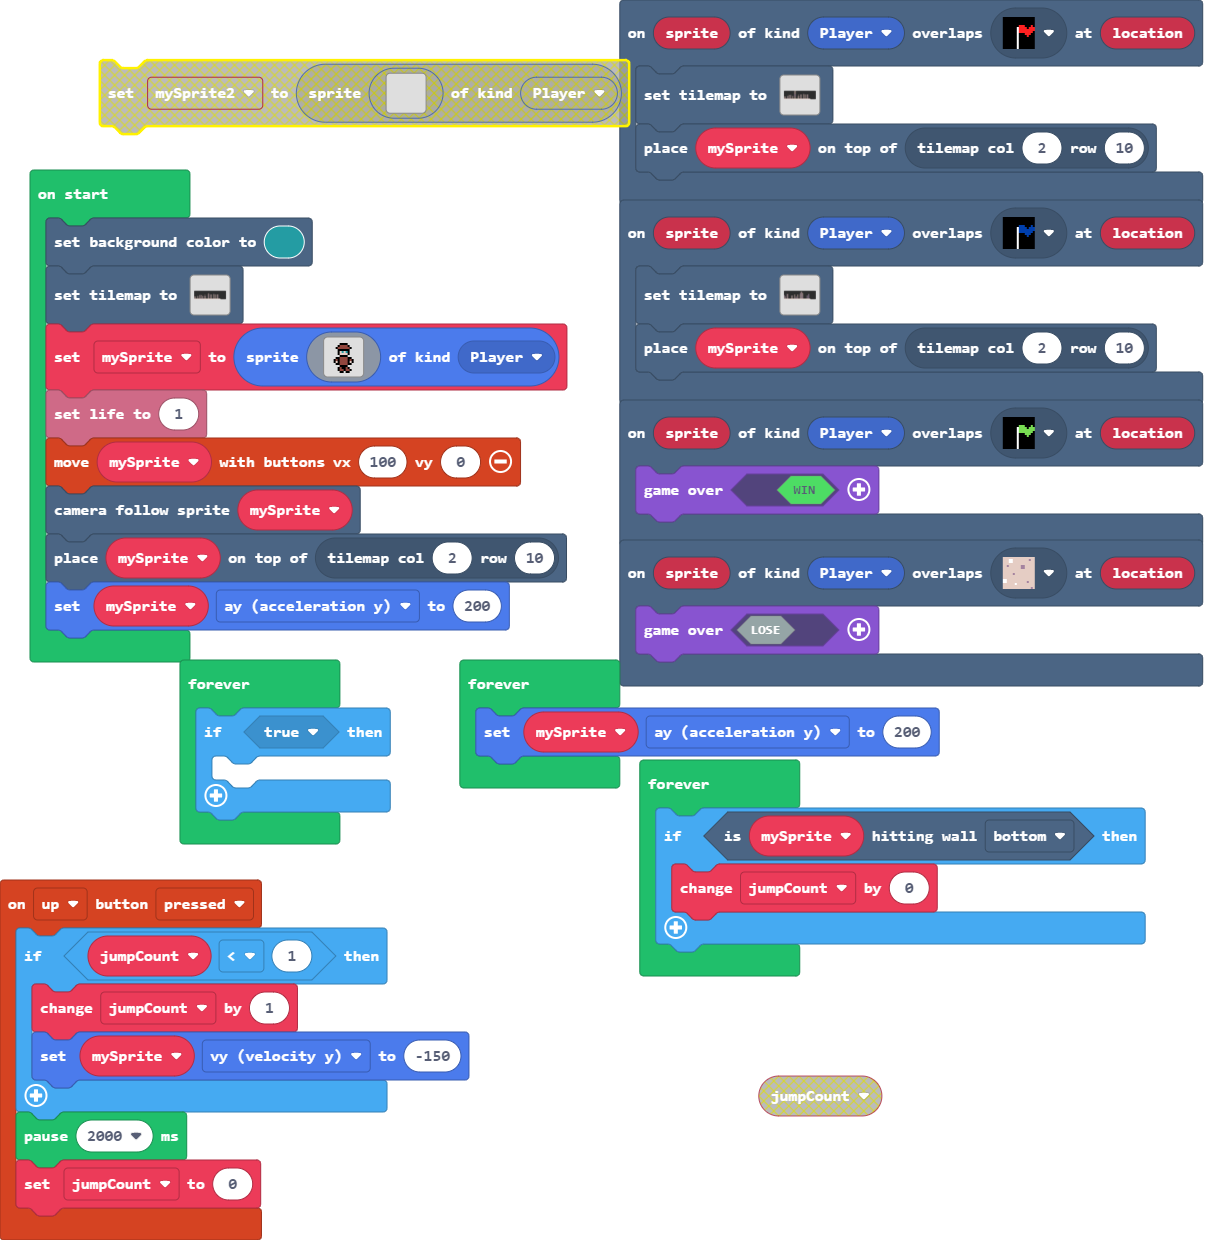 set mySprite2 to sprite of kind Player
on start
set background color to
set tilemap to
set mySprite to sprite of kind Player
set life to 1
move mySprite with buttons vx 100 vy 0
camera follow sprite mySprite
place mySprite on top of tilemap col 2 row 10
set mySprite ay (acceleration y) to 200
on sprite of kind Player overlaps at location
set tilemap to
place mySprite on top of tilemap col 2 row 10
on sprite of kind Player overlaps at location
set tilemap to
place mySprite on top of tilemap col 2 row 10
on sprite of kind Player overlaps at location
game over WIN
on sprite of kind Player overlaps at location
game over LOSE
forever
if true then
forever
set mySprite ay (acceleration y) to 200
forever
if is mySprite hitting wall bottom then
change jumpCount by 0
on up button pressed
if jumpCount < 1 then
change jumpCount by 1
set mySprite vy (velocity y) to -150
pause 2000 ms
set jumpCount to 0
jumpCount